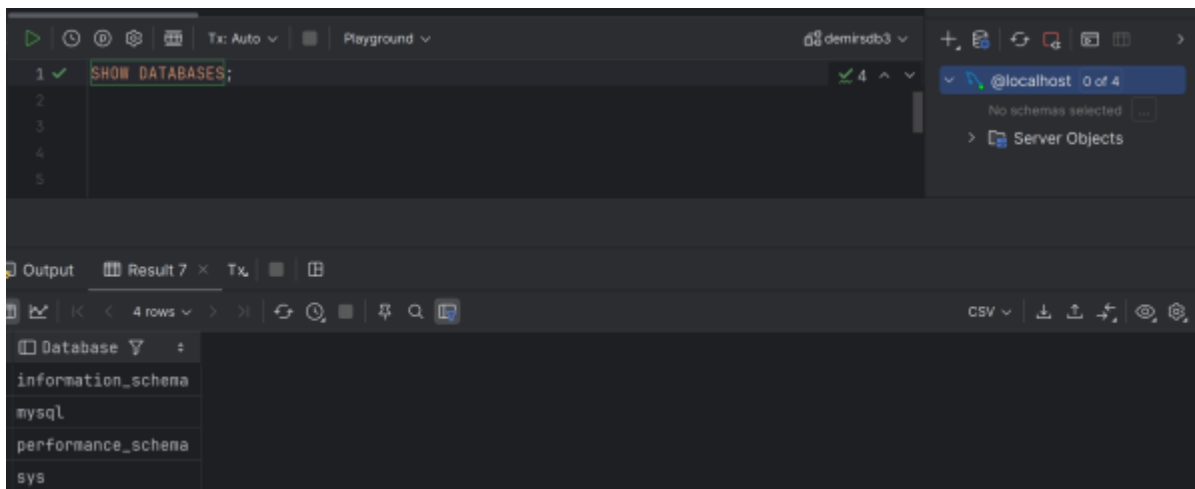 Tx: Auto
Playground
demirsdb3
1 SHOW DATABASES;
4
2
3
4
5
@localhost 0 of 4
No schemas selected ...
Server Objects
Output
Result 7
Tx
4 rows
CSV
Database
information_schema
mysql
performance_schema
sys